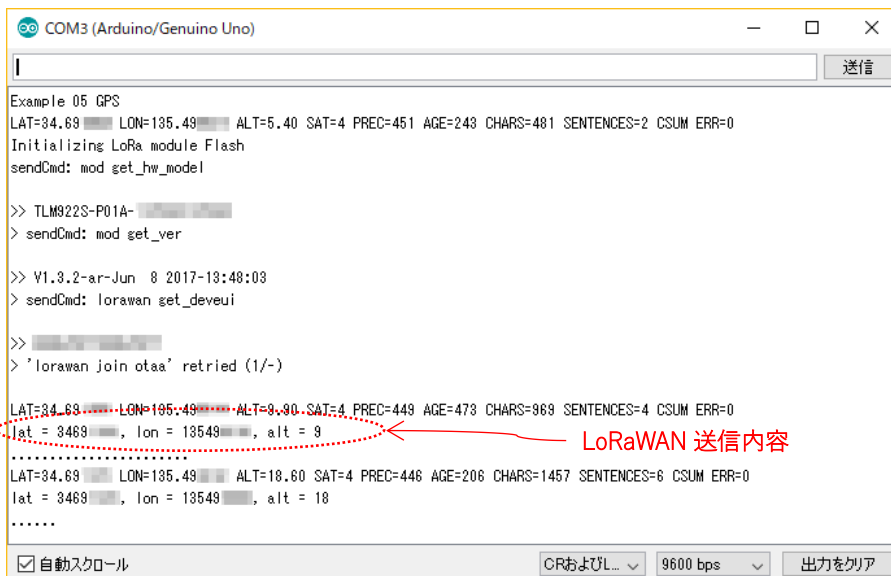 COM3 (Arduino/Genuino Uno)
送信
Example 05 GPS
LAT=34.69 LON=135.49 ALT=5.40 SAT=4 PREC=451 AGE=243 CHARS=481 SENTENCES=2 CSUM ERR=0
Initializing LoRa module Flash
sendCmd: mod get_hw_model
>> TLM922S-P01A-
> sendCmd: mod get_ver
>> V1.3.2-ar-Jun  8 2017-13:48:03
> sendCmd: lorawan get_deveui
>>
> 'lorawan join otaa' retried (1/-)
LAT=34.69 LON=135.49 ALT=9.90 SAT=4 PREC=449 AGE=473 CHARS=969 SENTENCES=4 CSUM ERR=0
lat = 3469 , lon = 13549 , alt = 9
LoRaWAN 送信内容
........................
LAT=34.69 LON=135.49 ALT=18.60 SAT=4 PREC=446 AGE=206 CHARS=1457 SENTENCES=6 CSUM ERR=0
lat = 3469 , lon = 13549 , alt = 18
......
自動スクロール CRおよびL... 9600 bps 出力をクリア